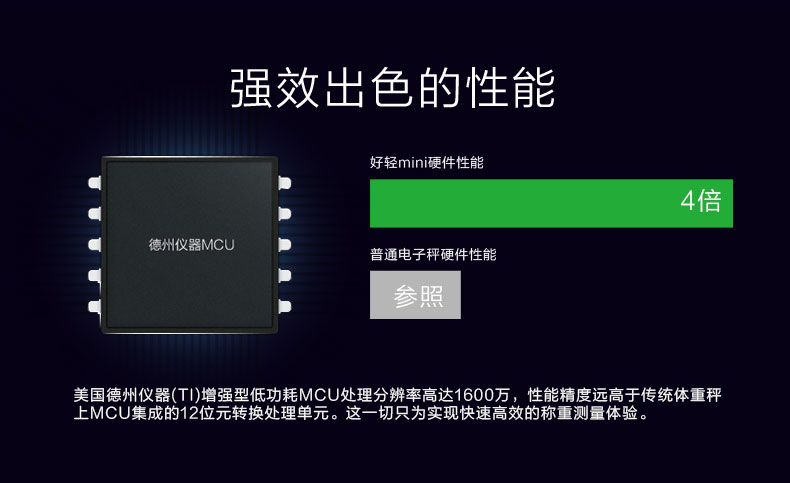 强效出色的性能
好轻mini硬件性能
4倍
德州仪器MCU
普通电子秤硬件性能
参照
美国德州仪器(TI)增强型低功耗MCU处理分辨率高达1600万，性能精度远高于传统体重秤
上MCU集成的12位元转换处理单元。这一切只为实现快速高效的称重测量体验。